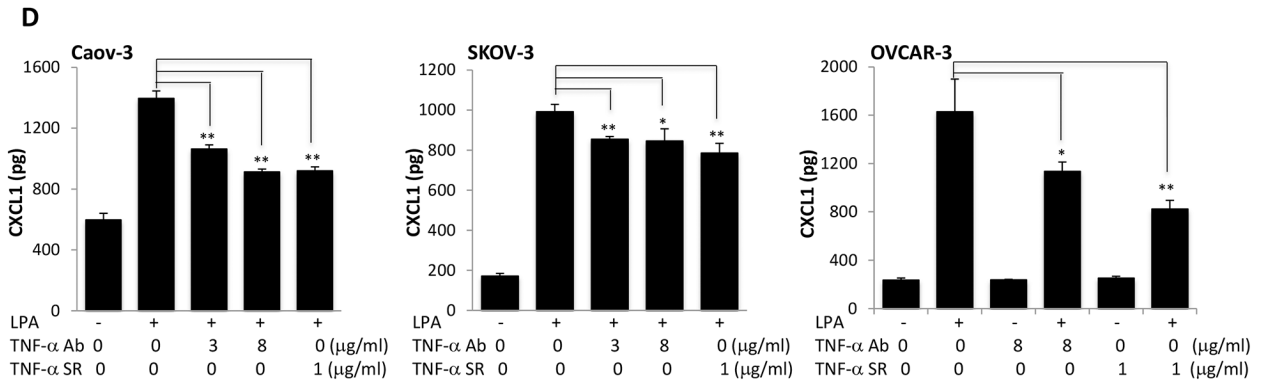 D
Caov-3
CXCL1 (pg)
1600
1200
800
400
0
**
**
**
LPA - + + + +
TNF-α Ab 0 0 3 8 0 (μg/ml)
TNF-α SR 0 0 0 0 1 (μg/ml)
SKOV-3
CXCL1 (pg)
1200
1000
800
600
400
200
0
**
*
**
LPA - + + + +
TNF-α Ab 0 0 3 8 0 (μg/ml)
TNF-α SR 0 0 0 0 1 (μg/ml)
OVCAR-3
CXCL1 (pg)
2000
1600
1200
800
400
0
*
**
LPA - + - + - +
TNF-α Ab 0 0 8 8 0 0 (μg/ml)
TNF-α SR 0 0 0 0 1 1 (μg/ml)